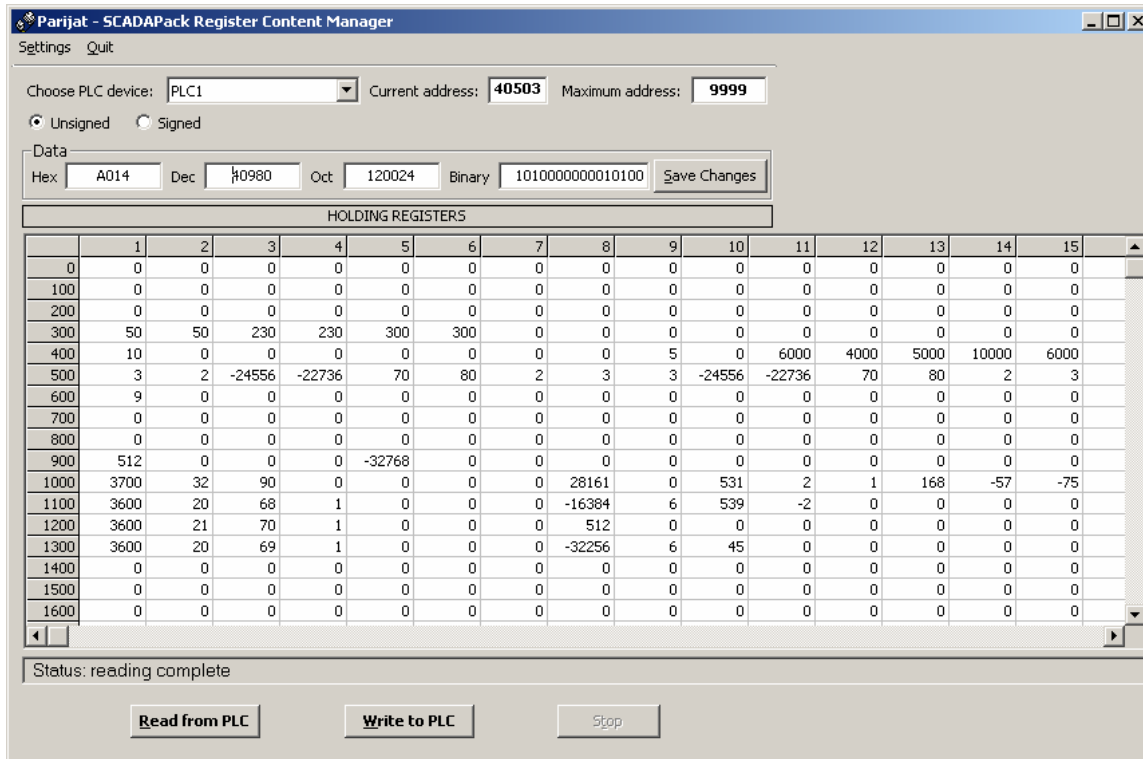 Parijat - SCADAPack Register Content Manager
Settings Quit
Choose PLC device: PLC1 Current address: 40503 Maximum address: 9999
Unsigned Signed
Data
Hex A014 Dec 40980 Oct 120024 Binary 1010000000010100 Save Changes
HOLDING REGISTERS
1 2 3 4 5 6 7 8 9 10 11 12 13 14 15
0 0 0 0 0 0 0 0 0 0 0 0 0 0 0 0
100 0 0 0 0 0 0 0 0 0 0 0 0 0 0 0
200 0 0 0 0 0 0 0 0 0 0 0 0 0 0 0
300 50 50 230 230 300 300 0 0 0 0 0 0 0 0 0
400 10 0 0 0 0 0 0 0 5 0 6000 4000 5000 10000 6000
500 3 2 -24556 -22736 70 80 2 3 3 -24556 -22736 70 80 2 3
600 9 0 0 0 0 0 0 0 0 0 0 0 0 0 0
700 0 0 0 0 0 0 0 0 0 0 0 0 0 0 0
800 0 0 0 0 0 0 0 0 0 0 0 0 0 0 0
900 512 0 0 0 -32768 0 0 0 0 0 0 0 0 0 0
1000 3700 32 90 0 0 0 0 28161 0 531 2 1 168 -57 -75
1100 3600 20 68 1 0 0 0 -16384 6 539 -2 0 0 0 0
1200 3600 21 70 1 0 0 0 512 0 0 0 0 0 0 0
1300 3600 20 69 1 0 0 0 -32256 6 45 0 0 0 0 0
1400 0 0 0 0 0 0 0 0 0 0 0 0 0 0 0
1500 0 0 0 0 0 0 0 0 0 0 0 0 0 0 0
1600 0 0 0 0 0 0 0 0 0 0 0 0 0 0 0
Status: reading complete
Read from PLC Write to PLC Stop